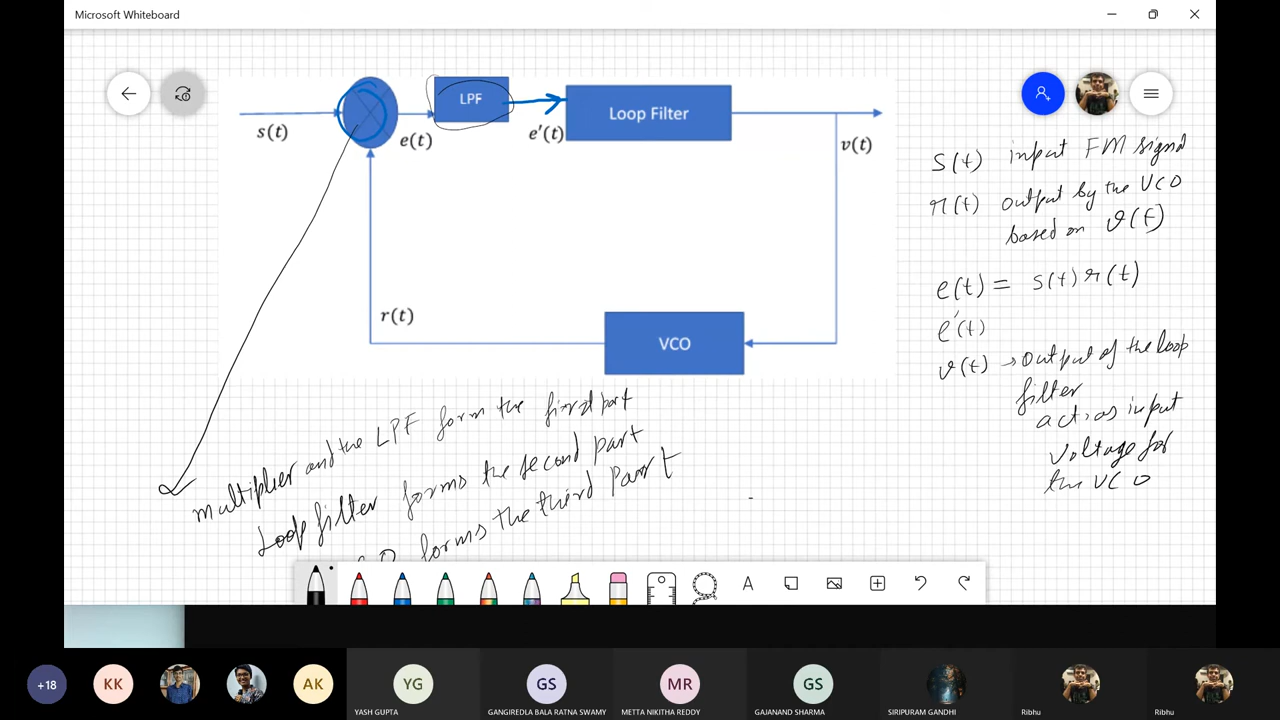 Microsoft Whiteboard
s(t)
e(t)
LPF
e'(t)
Loop Filter
v(t)
r(t)
VCO
S(t) input FM signal
r(t) output by the VCO
based on v(t)
e(t) = s(t) r(t)
e'(t)
v(t) → output of the loop
filter
act as input
voltage for
the VCO
multiplier and the LPF form the first part
Loop filter forms the second part
forms the third part
A
+18
KK
AK
YG
YASH GUPTA
GS
GANGIREDLA BALA RATNA SWAMY
MR
METTA NIKITHA REDDY
GS
GAJANAND SHARMA
SIRIPURAM GANDHI
Ribhu
Ribhu